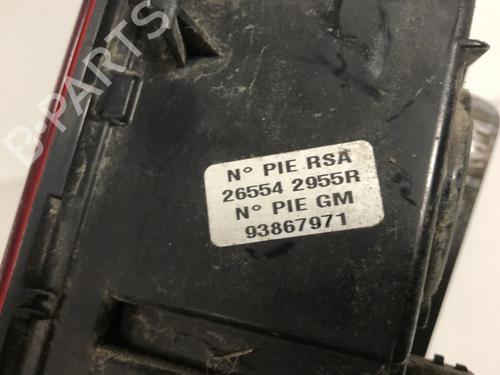 B-PARTS
N° PIE RSA
26554 2955R
N° PIE GM
93867971